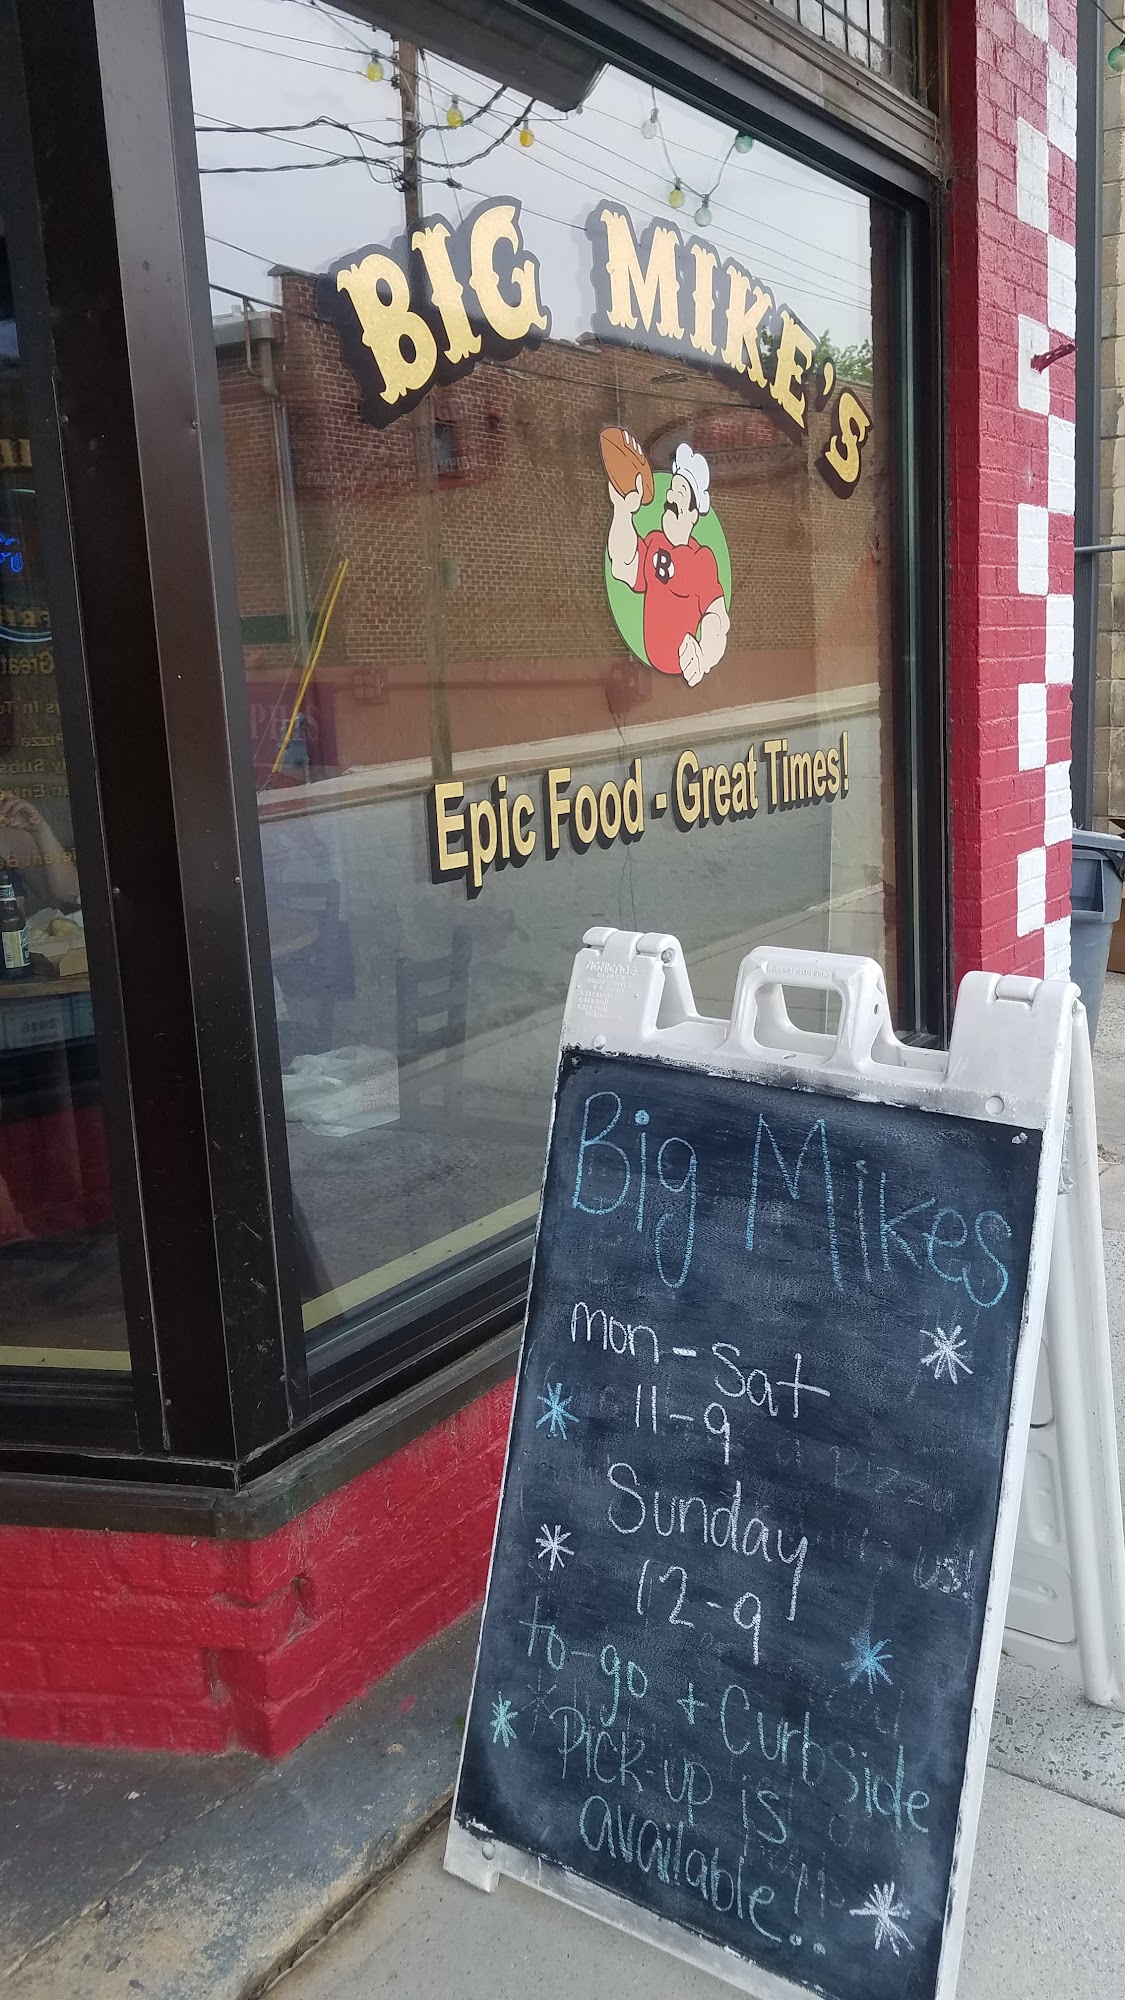 BIG MIKE'S
B
Epic Food - Great Times!
Big Mikes
Mon-Sat
11-9
Sunday
12-9
to-go + Curbside
Pick-up is
available!!